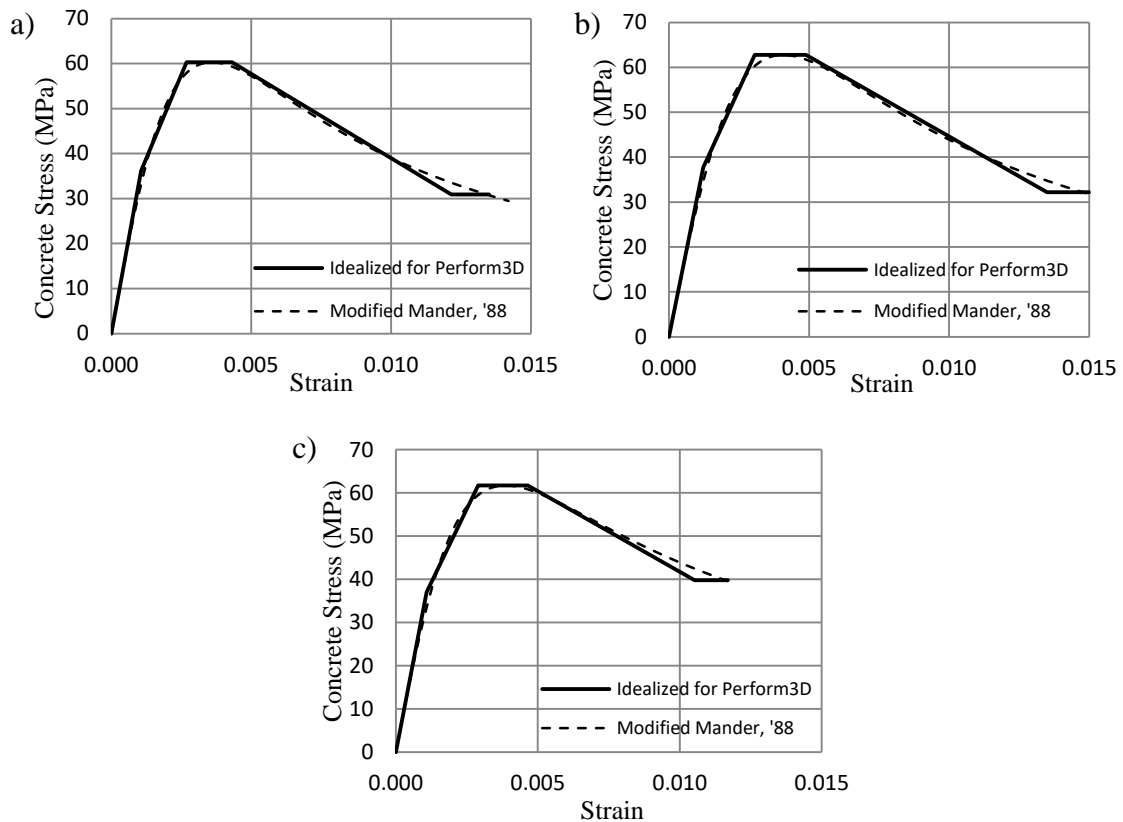 a)
Concrete Stress (MPa)
70
60
50
40
30
20
10
0
0.000 0.005 0.010 0.015
Strain
Idealized for Perform3D
Modified Mander, '88
b)
Concrete Stress (MPa)
70
60
50
40
30
20
10
0
0.000 0.005 0.010 0.015
Strain
Idealized for Perform3D
Modified Mander, '88
c)
Concrete Stress (MPa)
70
60
50
40
30
20
10
0
0.000 0.005 0.010 0.015
Strain
Idealized for Perform3D
Modified Mander, '88